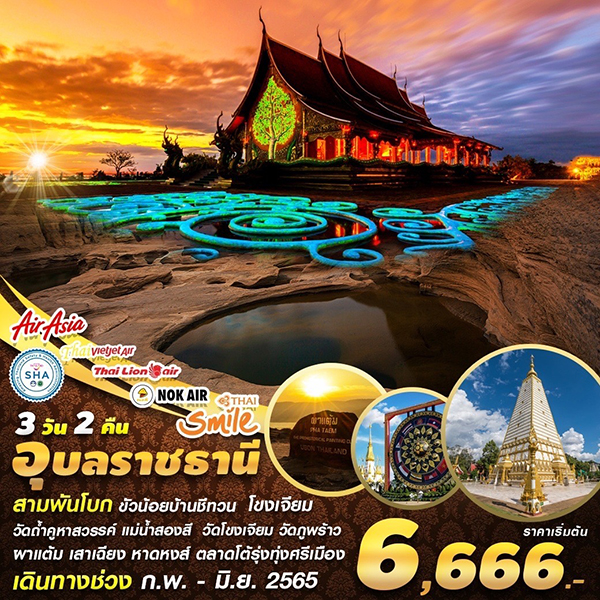 AirAsia
Thai Vietjet Air
SHA
Thai Lion air
NOK AIR
THAI
Smile
3 วัน 2 คืน
อุบลราชธานี
ผาแต้ม
PHA TAEM
สามพันโบก ขัวน้อยบ้านชีทวน โขงเจียม
วัดถ้ำคูหาสวรรค์ แม่น้ำสองสี วัดโขงเจียม วัดภูพร้าว
ผาแต้ม เสาเฉียง หาดหงส์ ตลาดโต้รุ่งทุ่งศรีเมือง
เดินทางช่วง ก.พ. - มิ.ย. 2565
ราคาเริ่มต้น
6,666.-